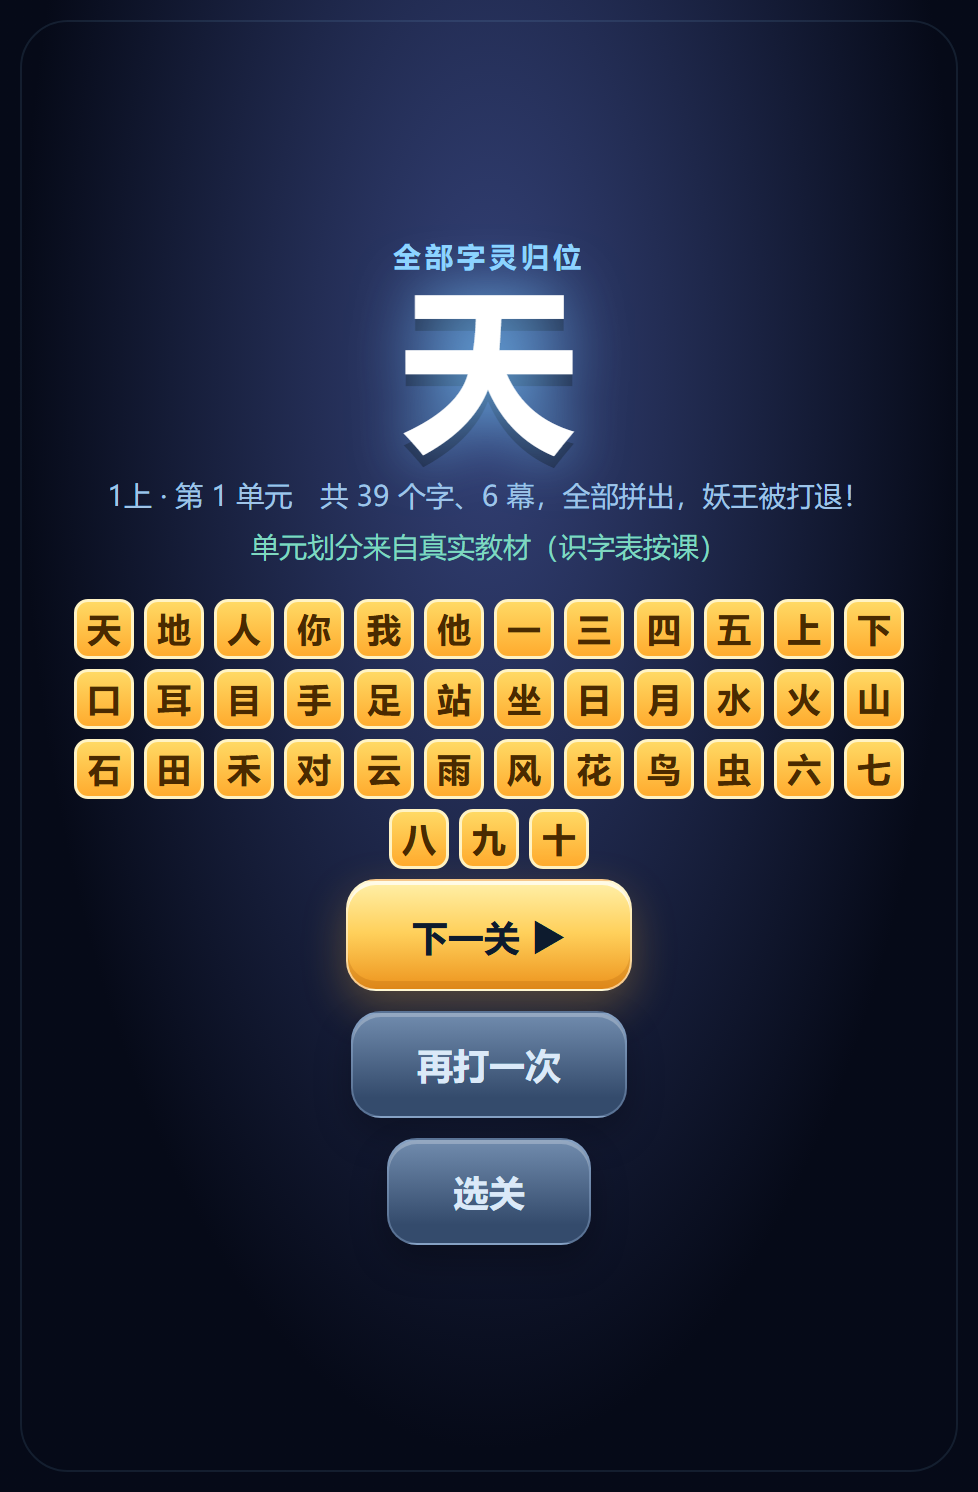 全部字灵归位
天
1上 · 第 1 单元　共 39 个字、6 幕，全部拼出，妖王被打退！
单元划分来自真实教材（识字表按课）
天 地 人 你 我 他 一 三 四 五 上 下
口 耳 目 手 足 站 坐 日 月 水 火 山
石 田 禾 对 云 雨 风 花 鸟 虫 六 七
八 九 十
下一关 ▶
再打一次
选关